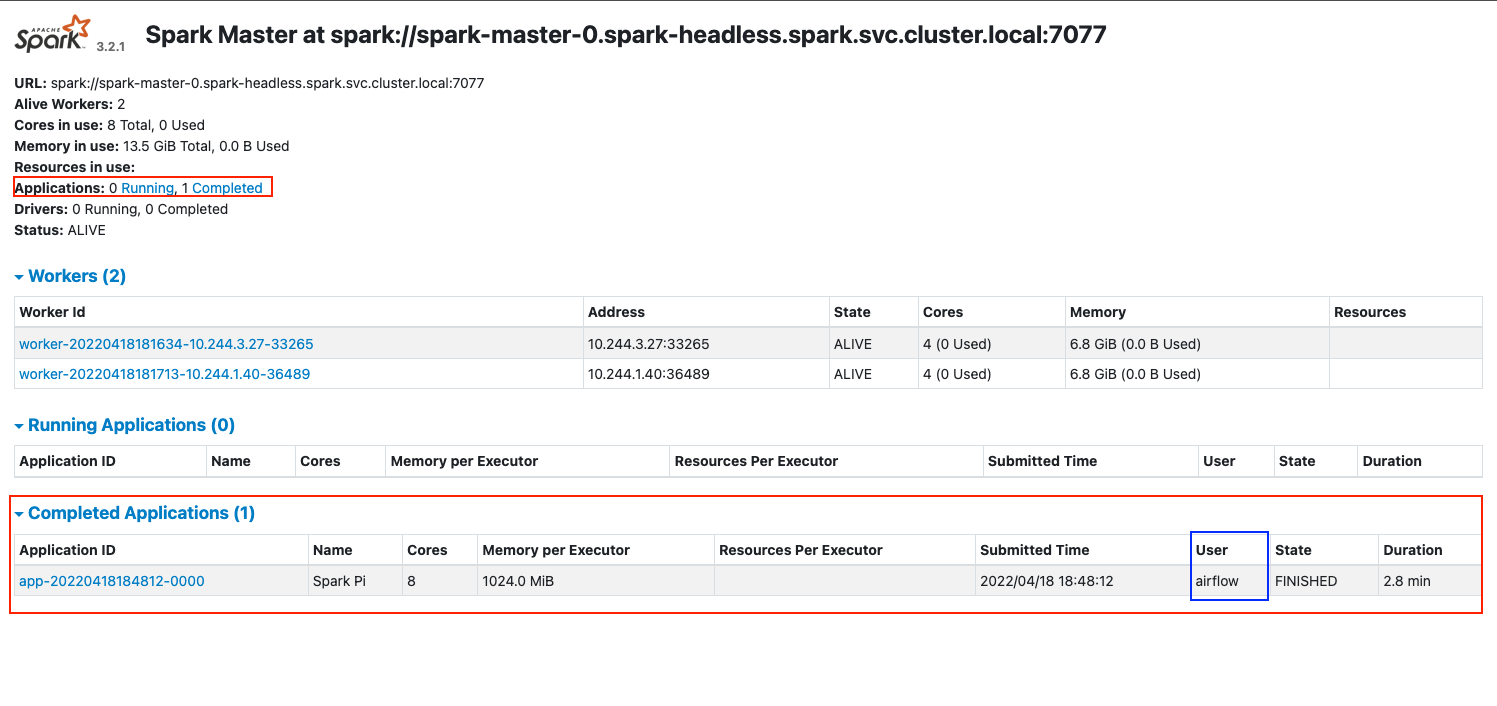 APACHE
Spark 3.2.1 Spark Master at spark://spark-master-0.spark-headless.spark.svc.cluster.local:7077
URL: spark://spark-master-0.spark-headless.spark.svc.cluster.local:7077
Alive Workers: 2
Cores in use: 8 Total, 0 Used
Memory in use: 13.5 GiB Total, 0.0 B Used
Resources in use:
Applications: 0 Running, 1 Completed
Drivers: 0 Running, 0 Completed
Status: ALIVE
Workers (2)
Worker Id Address State Cores Memory Resources
worker-20220418181634-10.244.3.27-33265 10.244.3.27:33265 ALIVE 4 (0 Used) 6.8 GiB (0.0 B Used)
worker-20220418181713-10.244.1.40-36489 10.244.1.40:36489 ALIVE 4 (0 Used) 6.8 GiB (0.0 B Used)
Running Applications (0)
Application ID Name Cores Memory per Executor Resources Per Executor Submitted Time User State Duration
Completed Applications (1)
Application ID Name Cores Memory per Executor Resources Per Executor Submitted Time User State Duration
app-20220418184812-0000 Spark Pi 8 1024.0 MiB 2022/04/18 18:48:12 airflow FINISHED 2.8 min